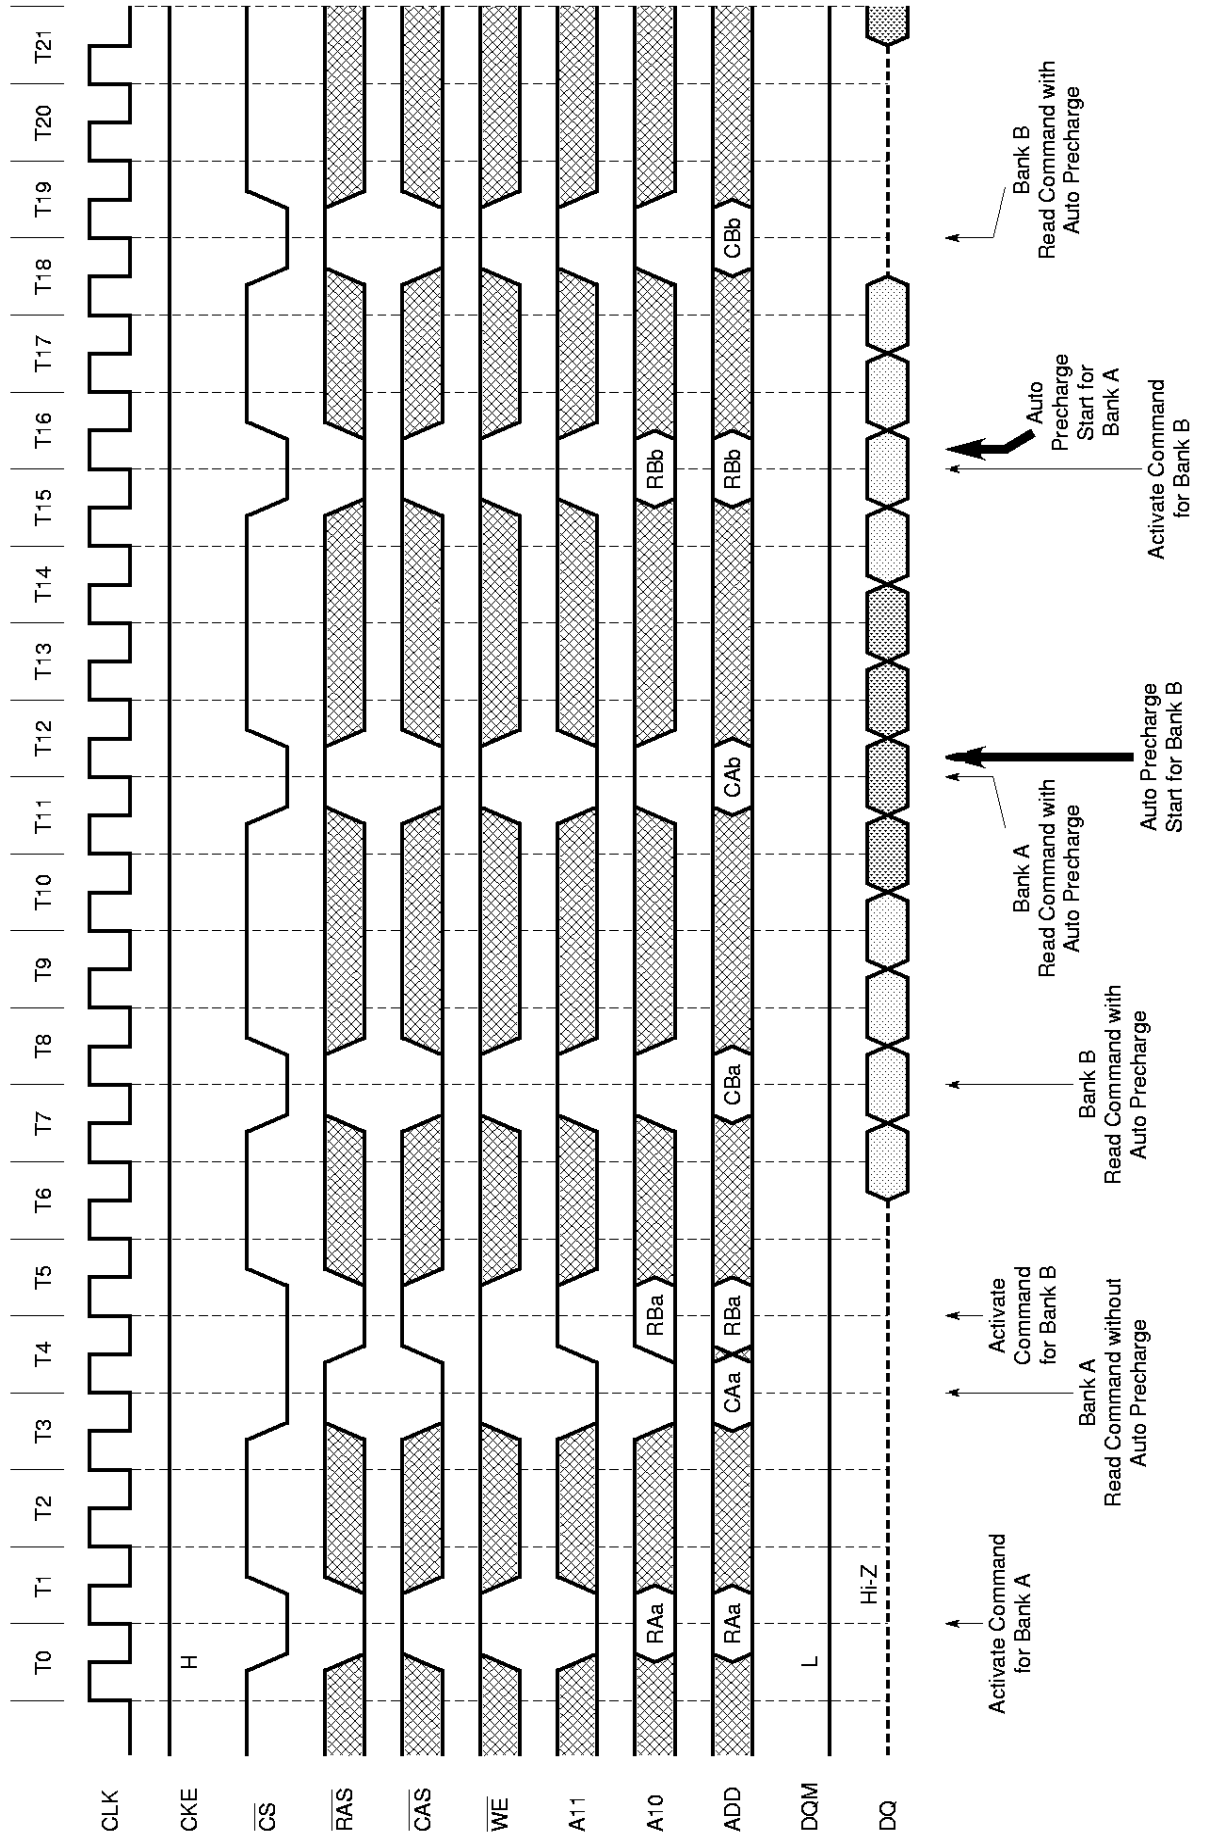 T0 T1 T2 T3 T4 T5 T6 T7 T8 T9 T10 T11 T12 T13 T14 T15 T16 T17 T18 T19 T20 T21
CLK
CKE H
CS
RAS
CAS
WE
A11
A10 RAa RBa RBb
ADD RAa CAa RBa CBa CAb RBb CBb
DQM L
DQ Hi-Z
Activate Command
for Bank A
Bank A
Read Command without
Auto Precharge
Activate
Command
for Bank B
Bank B
Read Command with
Auto Precharge
Bank A
Read Command with
Auto Precharge
Auto Precharge
Start for Bank B
Activate Command
for Bank B
Auto
Precharge
Start for
Bank A
Bank B
Read Command with
Auto Precharge